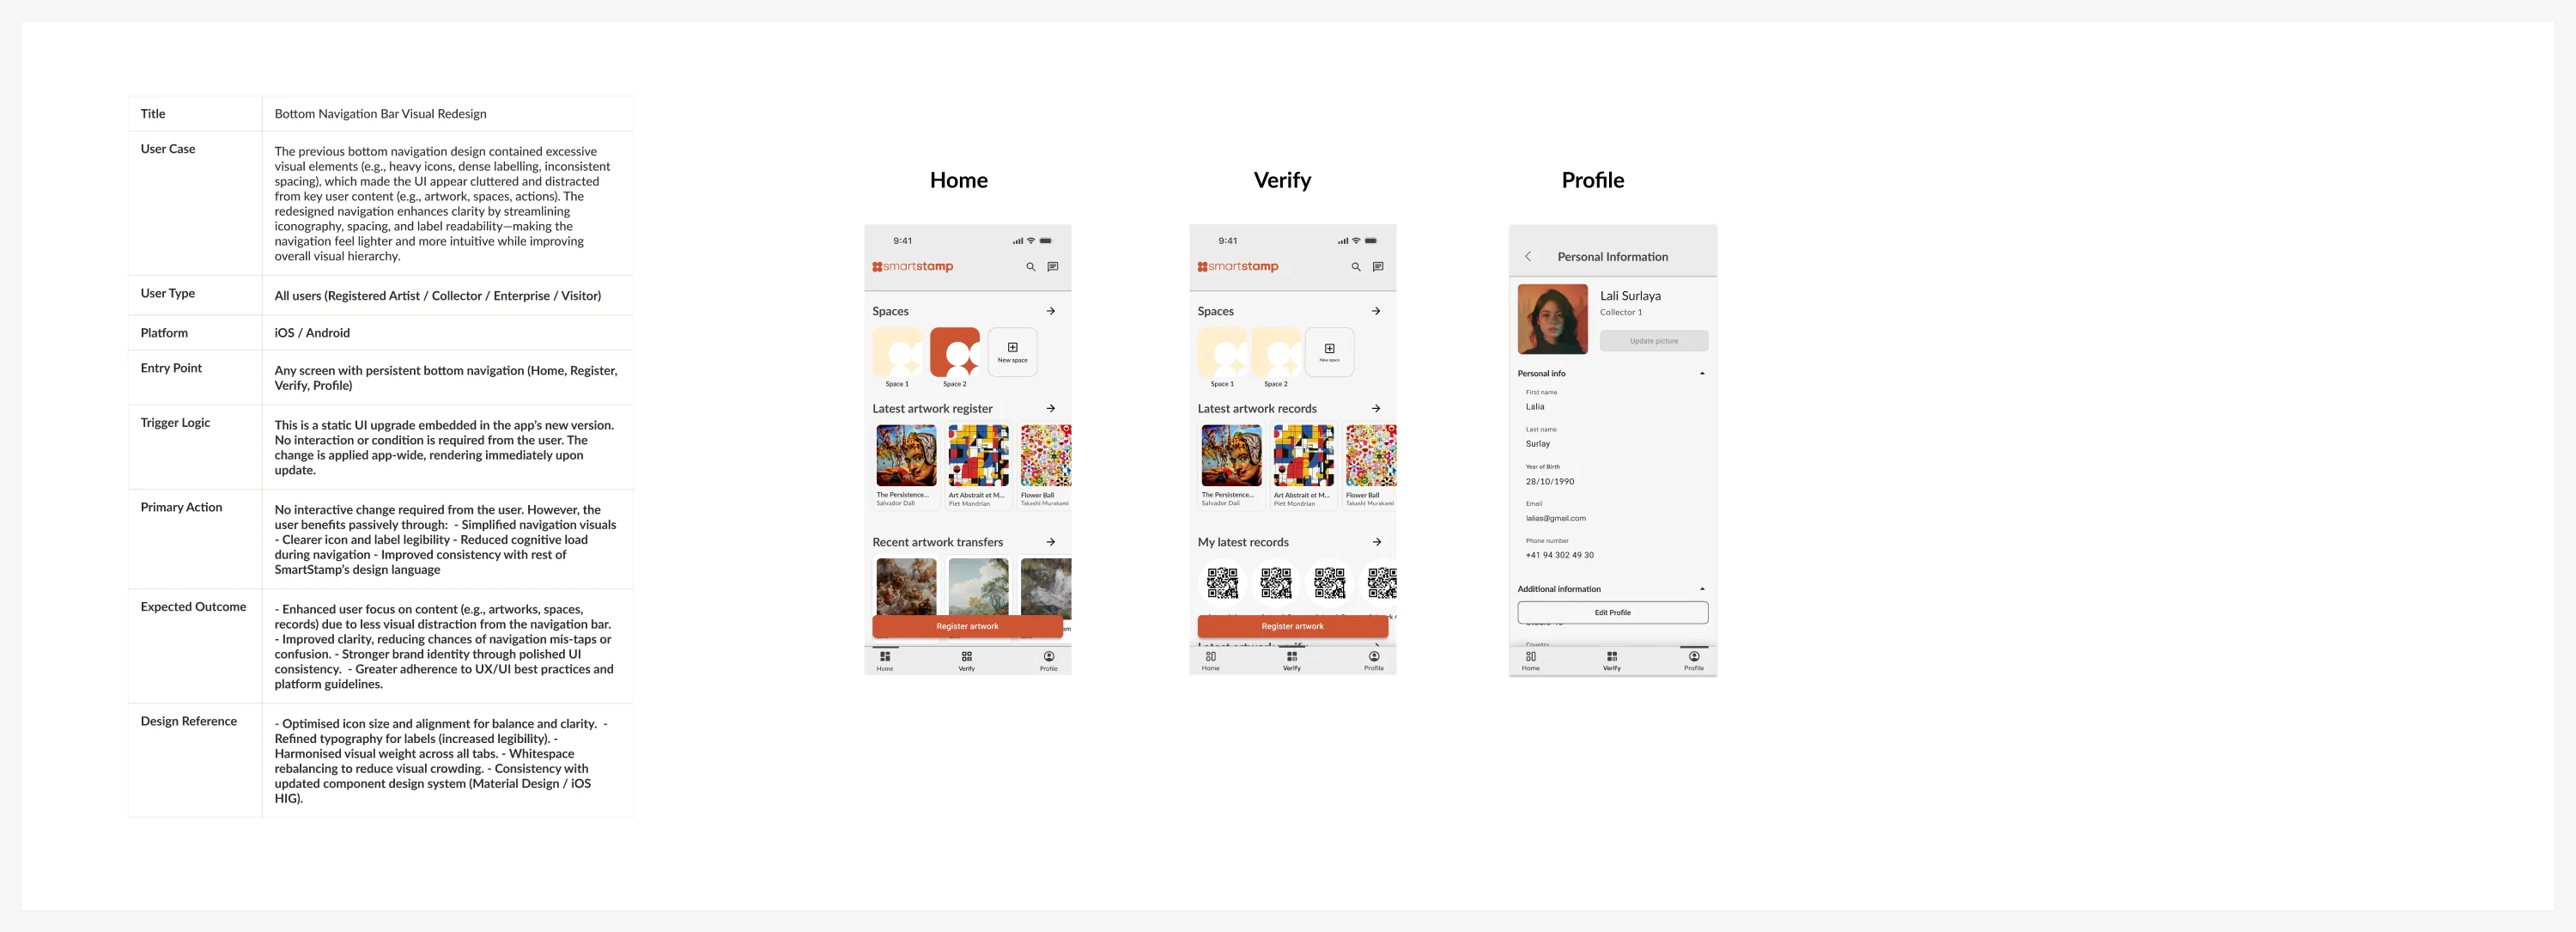 Title
Bottom Navigation Bar Visual Redesign
User Case
The previous bottom navigation design contained excessive
visual elements (e.g., heavy icons, dense labelling, inconsistent
spacing), which made the UI appear cluttered and distracted
from key user content (e.g., artwork, spaces, actions). The
redesigned navigation enhances clarity by streamlining
iconography, spacing, and label readability—making the
navigation feel lighter and more intuitive while improving
overall visual hierarchy.
User Type
All users (Registered Artist / Collector / Enterprise / Visitor)
Platform
iOS / Android
Entry Point
Any screen with persistent bottom navigation (Home, Register,
Verify, Profile)
Trigger Logic
This is a static UI upgrade embedded in the app's new version.
No interaction or condition is required from the user. The
change is applied app-wide, rendering immediately upon
update.
Primary Action
No interactive change required from the user. However, the
user benefits passively through:  - Simplified navigation visuals
- Clearer icon and label legibility - Reduced cognitive load
during navigation - Improved consistency with rest of
SmartStamp's design language
Expected Outcome
- Enhanced user focus on content (e.g., artworks, spaces,
records) due to less visual distraction from the navigation bar.
- Improved clarity, reducing chances of navigation mis-taps or
confusion. - Stronger brand identity through polished UI
consistency.  - Greater adherence to UX/UI best practices and
platform guidelines.
Design Reference
- Optimised icon size and alignment for balance and clarity.  -
Refined typography for labels (increased legibility). -
Harmonised visual weight across all tabs. - Whitespace
rebalancing to reduce visual crowding. - Consistency with
updated component design system (Material Design / iOS
HIG).
Home
9:41
smartstamp
Spaces
New space
Space 1
Space 2
Latest artwork register
The Persistence...
Salvador Dali
Art Abstrait et M...
Piet Mondrian
Flower Ball
Takashi Murakami
Recent artwork transfers
Register artwork
Home
Verify
Profile
Verify
9:41
smartstamp
Spaces
New space
Space 1
Space 2
Latest artwork records
The Persistence...
Salvador Dali
Art Abstrait et M...
Piet Mondrian
Flower Ball
Takashi Murakami
My latest records
Register artwork
Home
Verify
Profile
Profile
Personal Information
Lali Surlaya
Collector 1
Update picture
Personal info
First name
Lalia
Last name
Surlay
Year of Birth
28/10/1990
Email
lalias@gmail.com
Phone number
+41 94 302 49 30
Additional information
Edit Profile
Country
Home
Verify
Profile